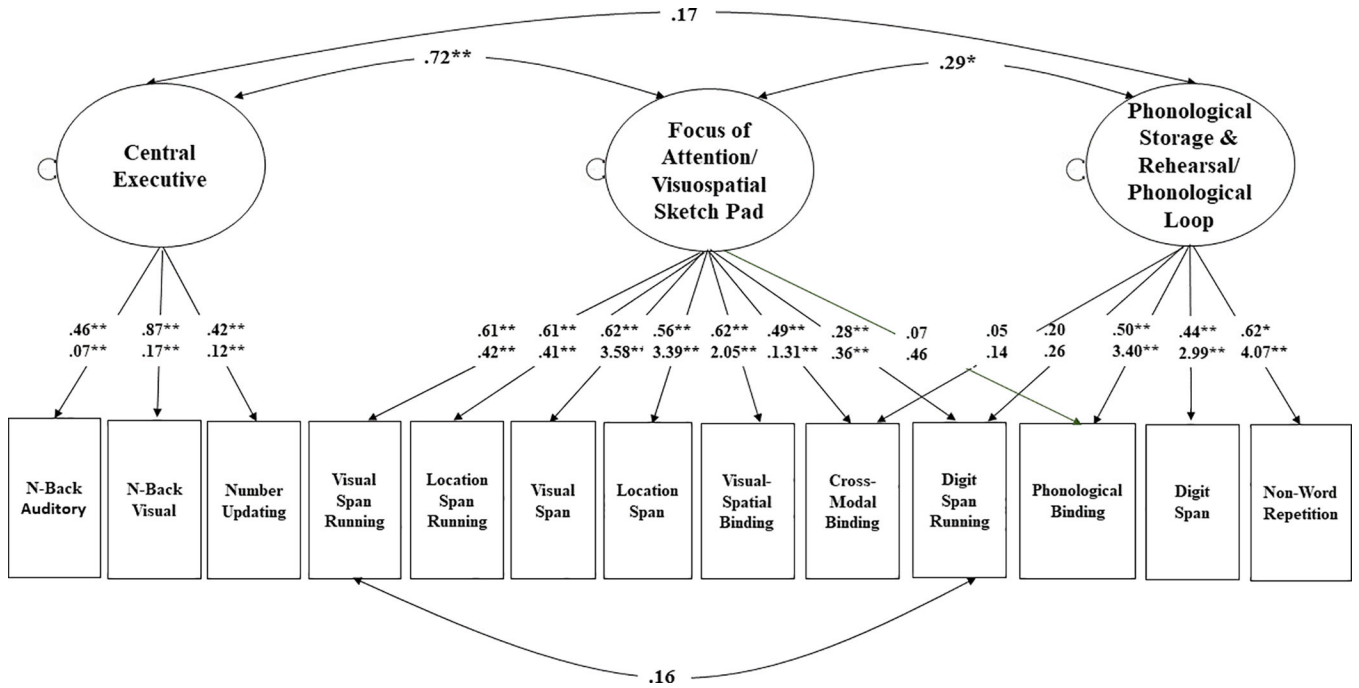 .17
.72**
.29*
Central
Executive
Focus of
Attention/
Visuospatial
Sketch Pad
Phonological
Storage &
Rehearsal/
Phonological
Loop
.46** .87** .42** .61** .61** .62** .56** .62** .49** .28** .07 .05 .20 .50** .44** .62*
.07** .17** .12** .42** .41** 3.58** 3.39** 2.05** .1.31** .36** .46 .14 .26 3.40** 2.99** 4.07**
N-Back
Auditory
N-Back
Visual
Number
Updating
Visual
Span
Running
Location
Span
Running
Visual
Span
Location
Span
Visual-
Spatial
Binding
Cross-
Modal
Binding
Digit
Span
Running
Phonological
Binding
Digit
Span
Non-Word
Repetition
.16